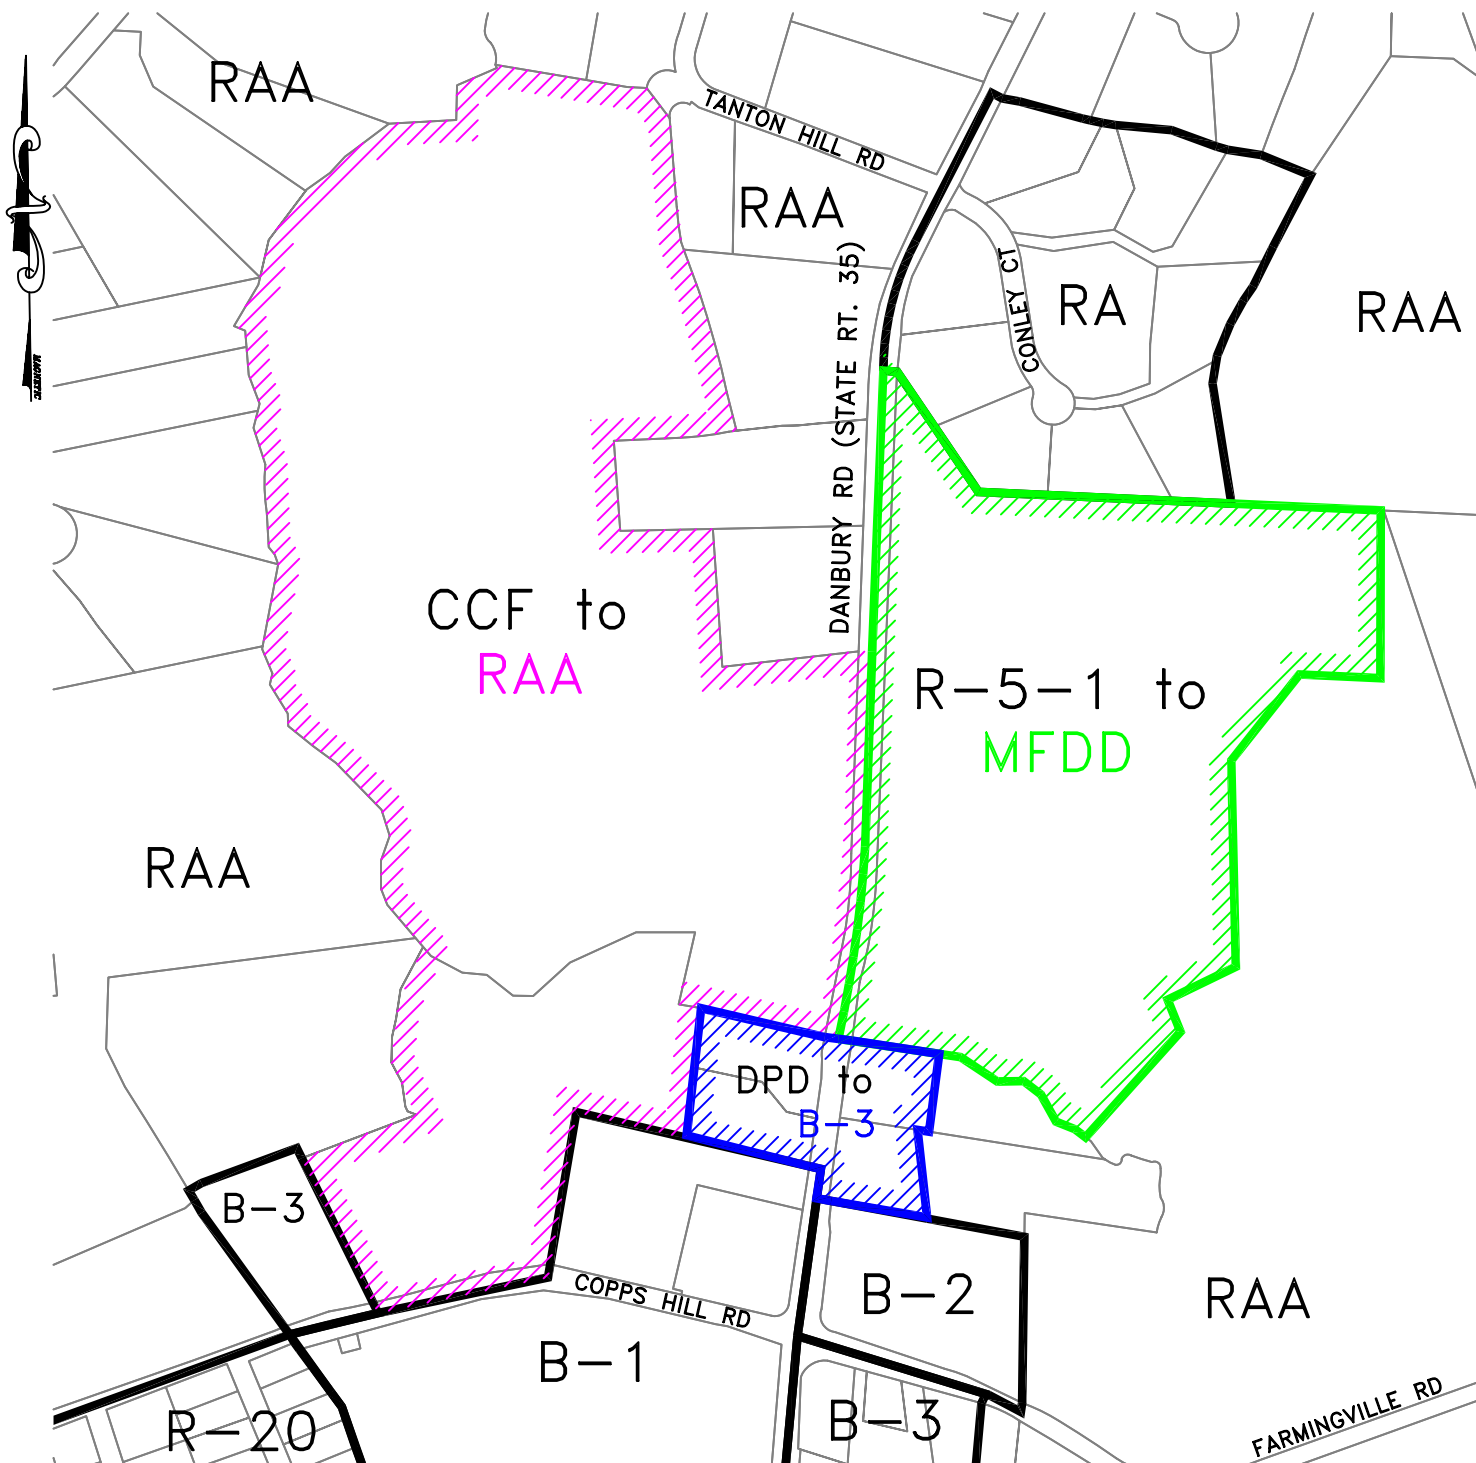 RAA
TANTON HILL RD
RAA
DANBURY RD (STATE RT. 35)
CONLEY CT
RA
RAA
MAGNETIC
CCF to
RAA
R-5-1 to
MFDD
RAA
DPD to
B-3
B-3
COPPS HILL RD
B-2
RAA
B-1
R-20
B-3
FARMINGVILLE RD